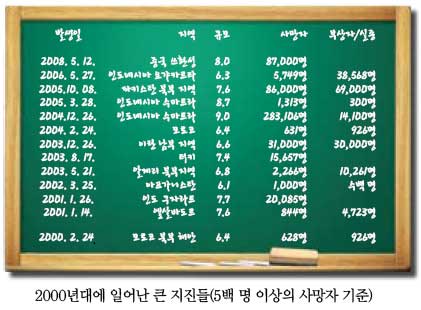 발생일 지역 규모 사망자 부상자/실종
2008. 5. 12. 중국 쓰촨성 8.0 87,000명
2006. 5. 27. 인도네시아 요갸카르타 6.3 5,749명 38,568명
2005.10. 08. 파키스탄 북부 지역 7.6 86,000명 69,000명
2005. 3. 28. 인도네시아 수마트라 8.7 1,313명 300명
2004.12. 26. 인도네시아 수마트라 9.0 283,106명 14,100명
2004. 2. 24. 모로코 6.4 631명 926명
2003.12. 26. 이란 남부 지역 6.6 31,000명 30,000명
2003. 8. 17. 터키 7.4 15,657명
2003. 5. 21. 알제리 북부지역 6.8 2,266명 10,261명
2002. 3. 25. 아프가니스탄 6.1 1,000명 수백 명
2001. 1. 26. 인도 구자라트 7.7 20,085명
2001. 1. 14. 엘살바도르 7.6 844명 4,723명
2000. 2. 24 모로코 북부 해안 6.4 628명 926명
2000년대에 일어난 큰 지진들(5백 명 이상의 사망자 기준)